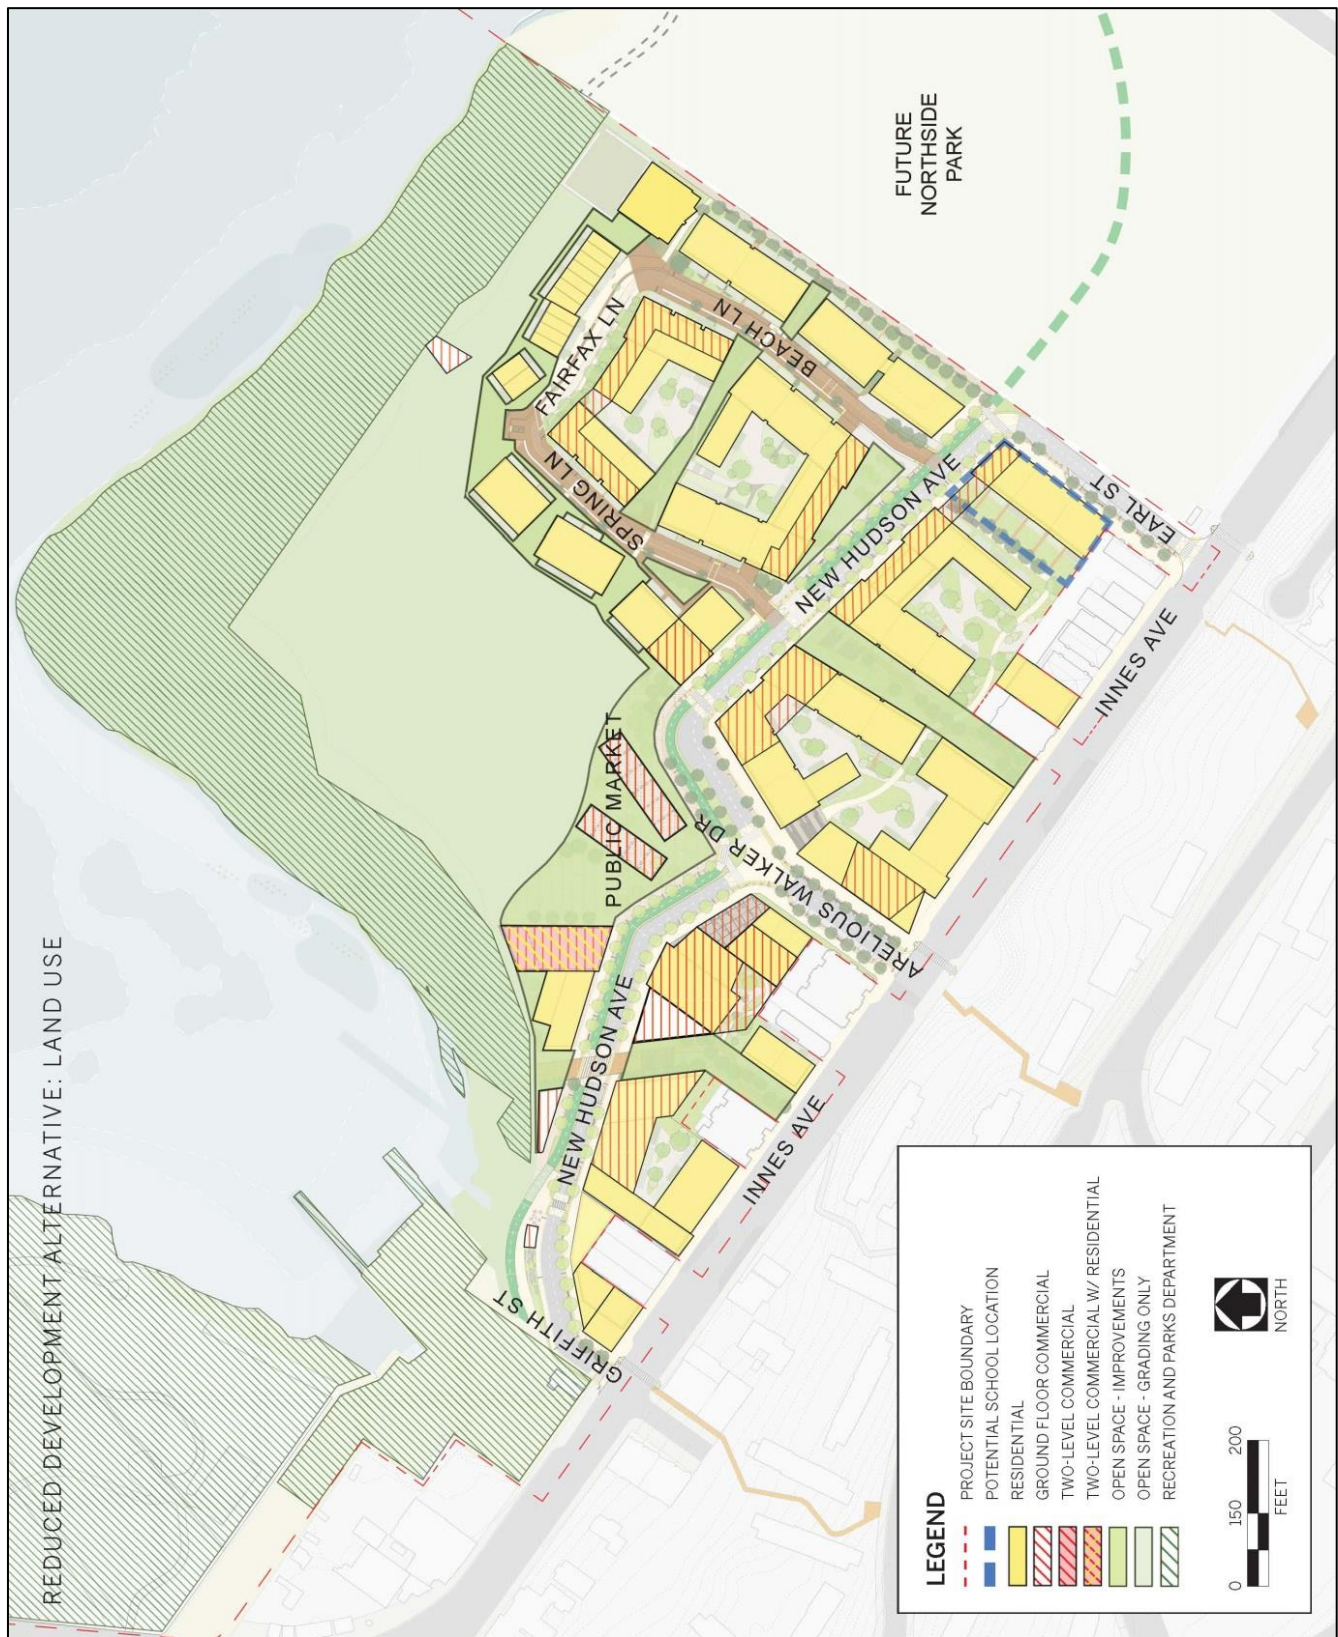 REDUCED DEVELOPMENT ALTERNATIVE: LAND USE
FUTURE
NORTHSIDE
PARK
FAIRFAX LN
BEACH LN
SPRING LN
NEW HUDSON AVE
EARL ST
INNES AVE
PUBLIC MARKET
ARELIOUS WALKER DR
NEW HUDSON AVE
INNES AVE
GRIFFITH ST
LEGEND
PROJECT SITE BOUNDARY
POTENTIAL SCHOOL LOCATION
RESIDENTIAL
GROUND FLOOR COMMERCIAL
TWO-LEVEL COMMERCIAL
TWO-LEVEL COMMERCIAL W/ RESIDENTIAL
OPEN SPACE - IMPROVEMENTS
OPEN SPACE - GRADING ONLY
RECREATION AND PARKS DEPARTMENT
0 150 200
FEET
NORTH